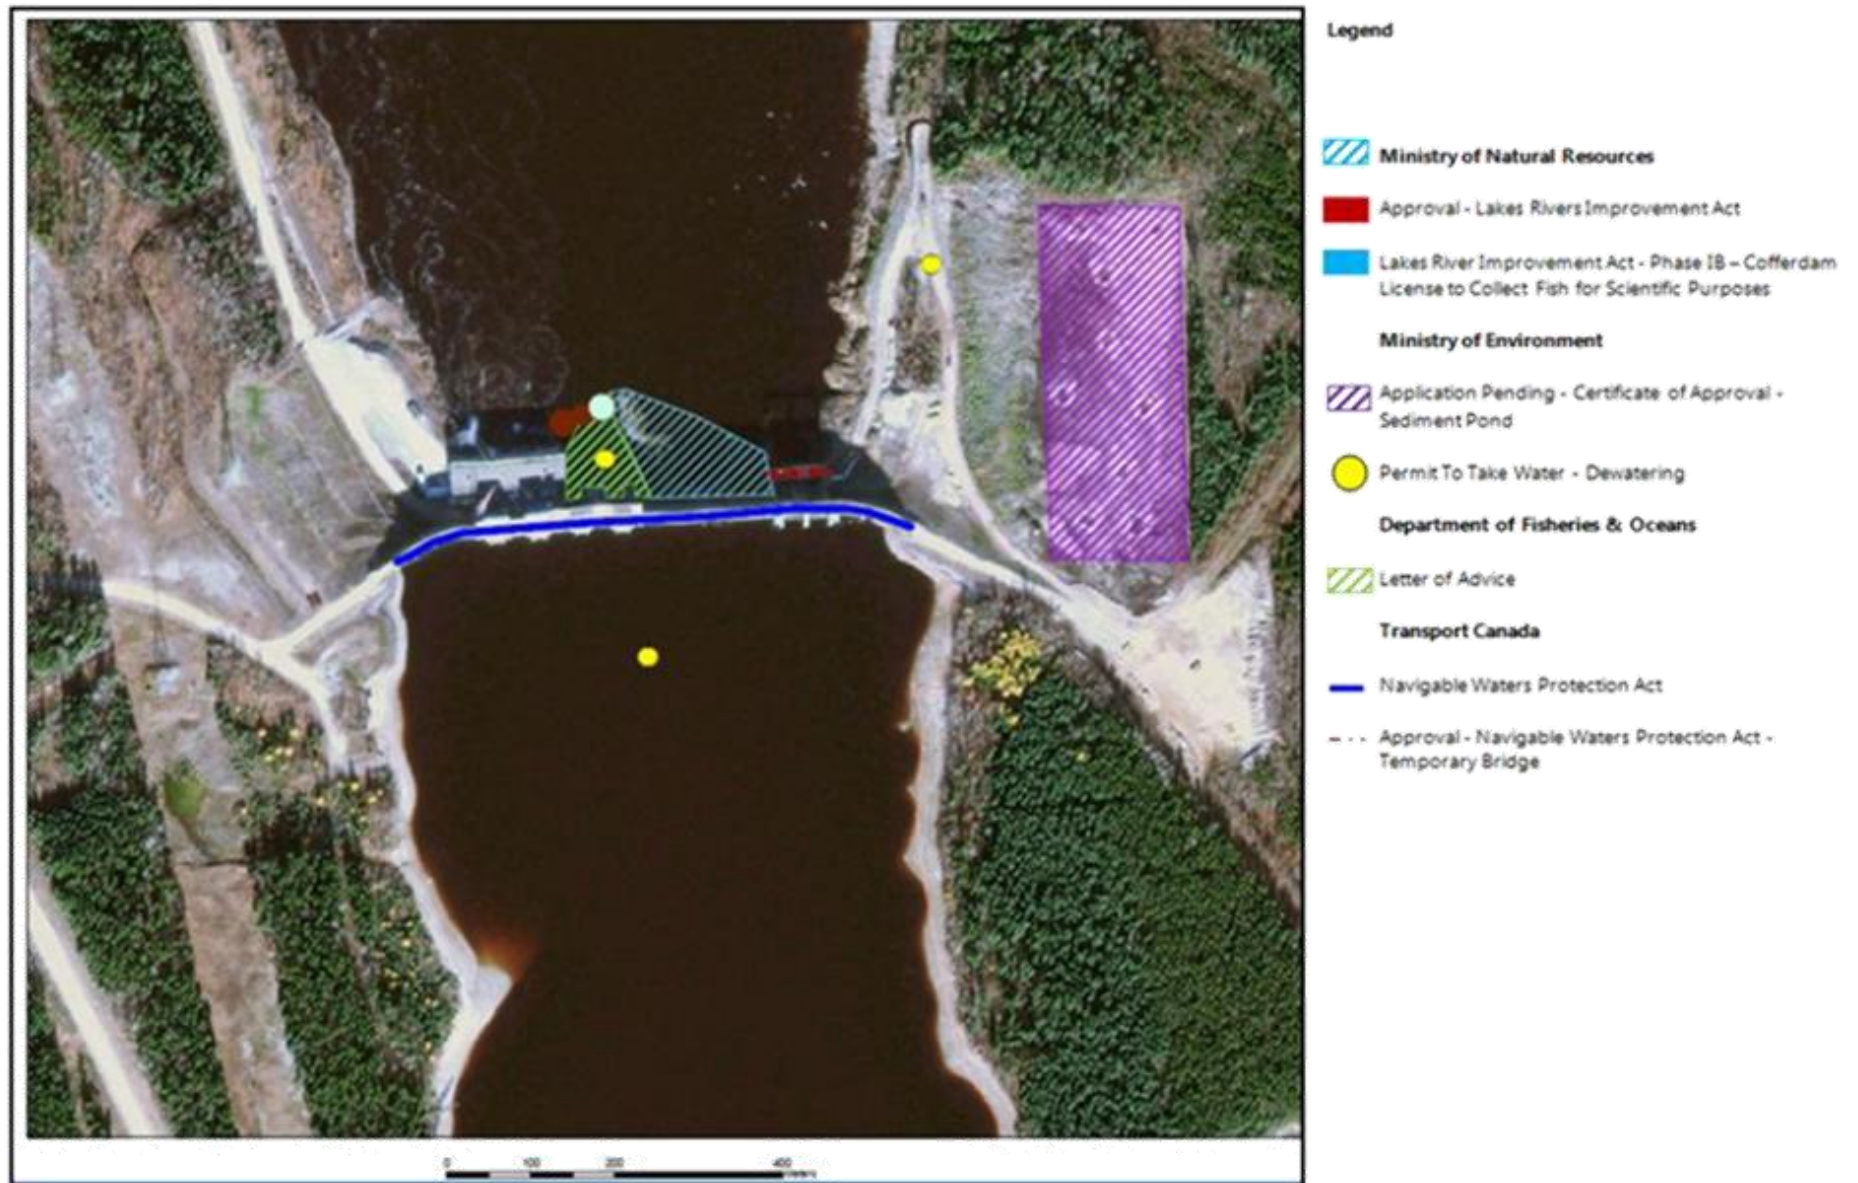 Legend
Ministry of Natural Resources
Approval - Lakes Rivers Improvement Act
Lakes River Improvement Act - Phase IB – Cofferdam
License to Collect Fish for Scientific Purposes
Ministry of Environment
Application Pending - Certificate of Approval -
Sediment Pond
Permit To Take Water - Dewatering
Department of Fisheries & Oceans
Letter of Advice
Transport Canada
Navigable Waters Protection Act
Approval - Navigable Waters Protection Act -
Temporary Bridge
0 100 200 400